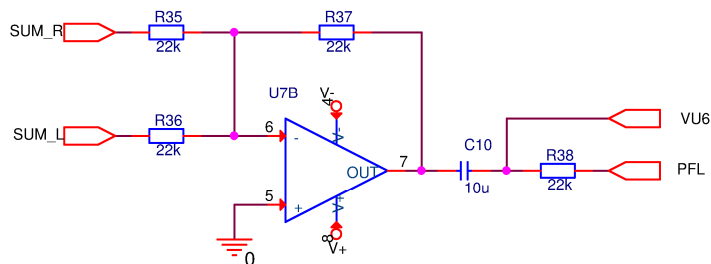 R35
R37
SUM_R
22k
22k
U7B
V-
4
V-
VU6
R36
6
-
C10
SUM_L
22k
7
R38
PFL
OUT
10u
22k
5
+
V+
8
V+
0